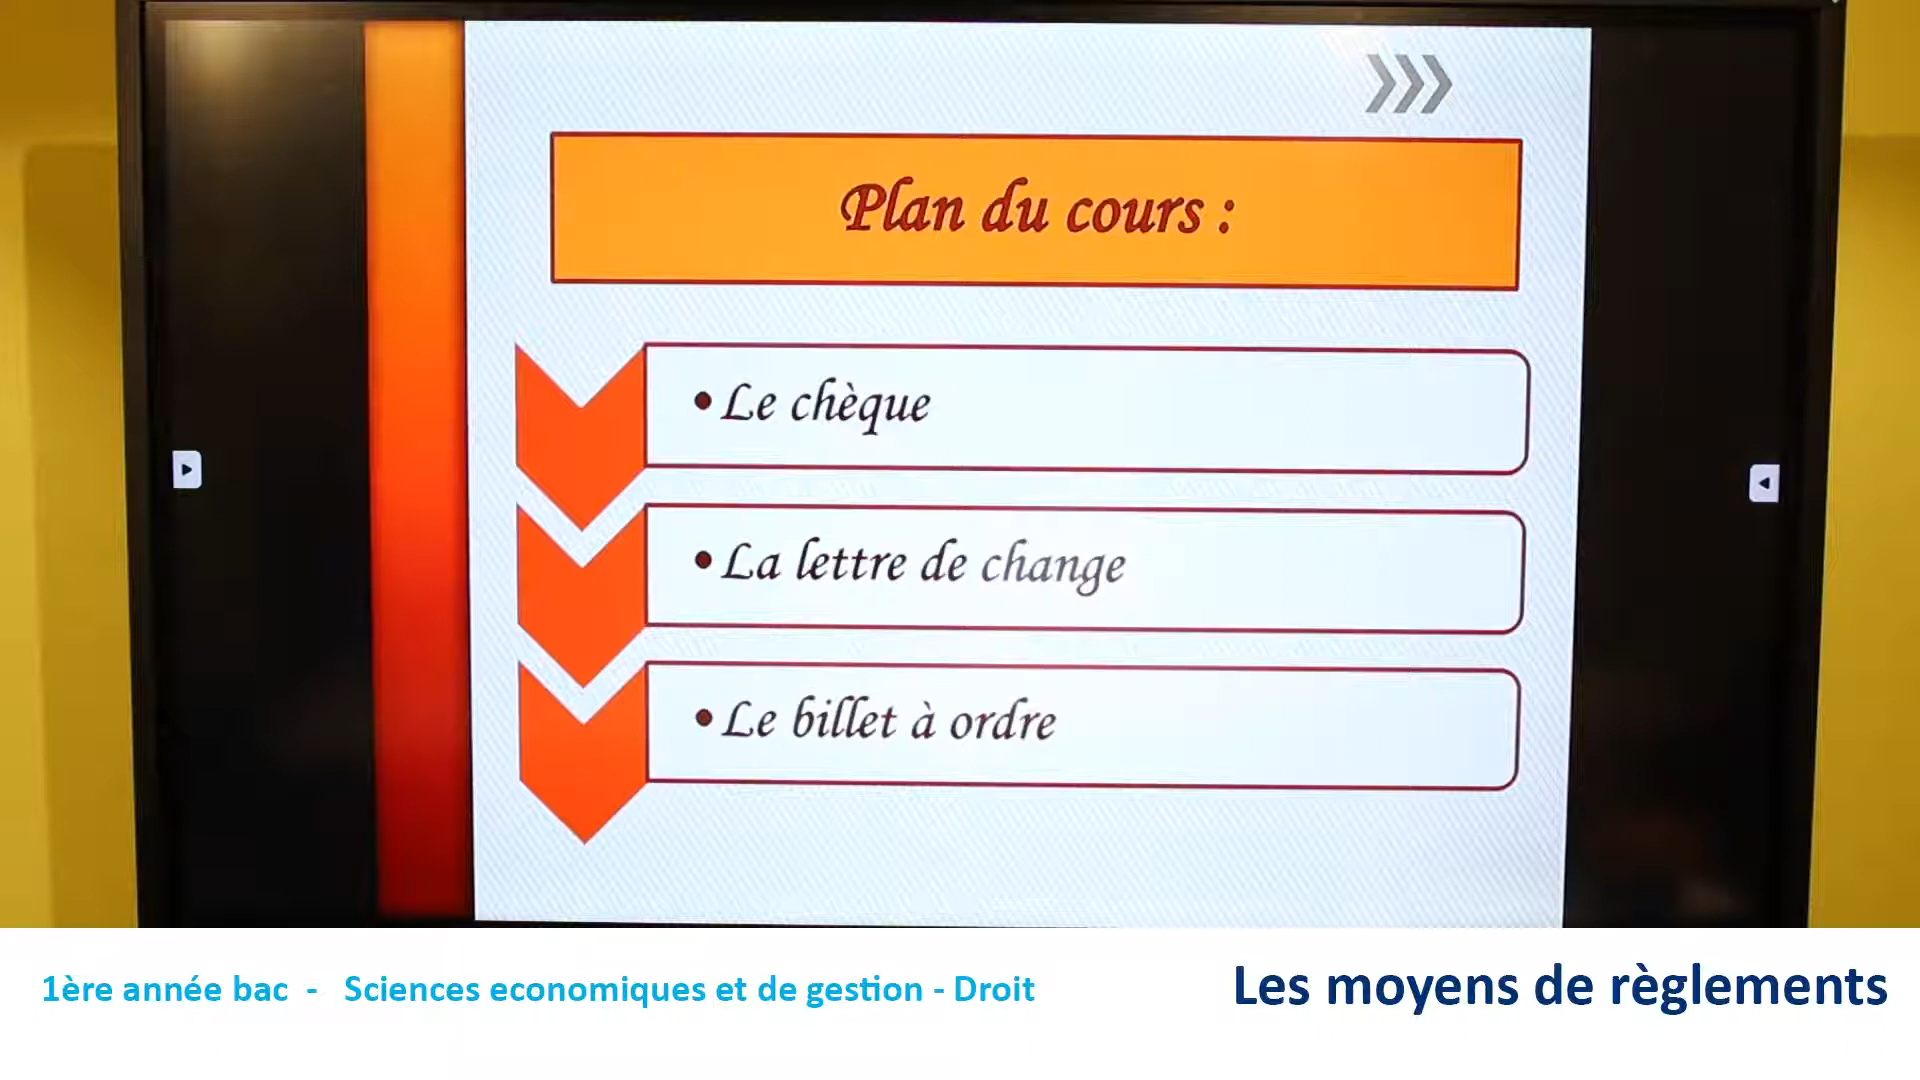 Plan du cours :
• Le chèque
• La lettre de change
• Le billet à ordre
1ère année bac - Sciences economiques et de gestion - Droit
Les moyens de règlements